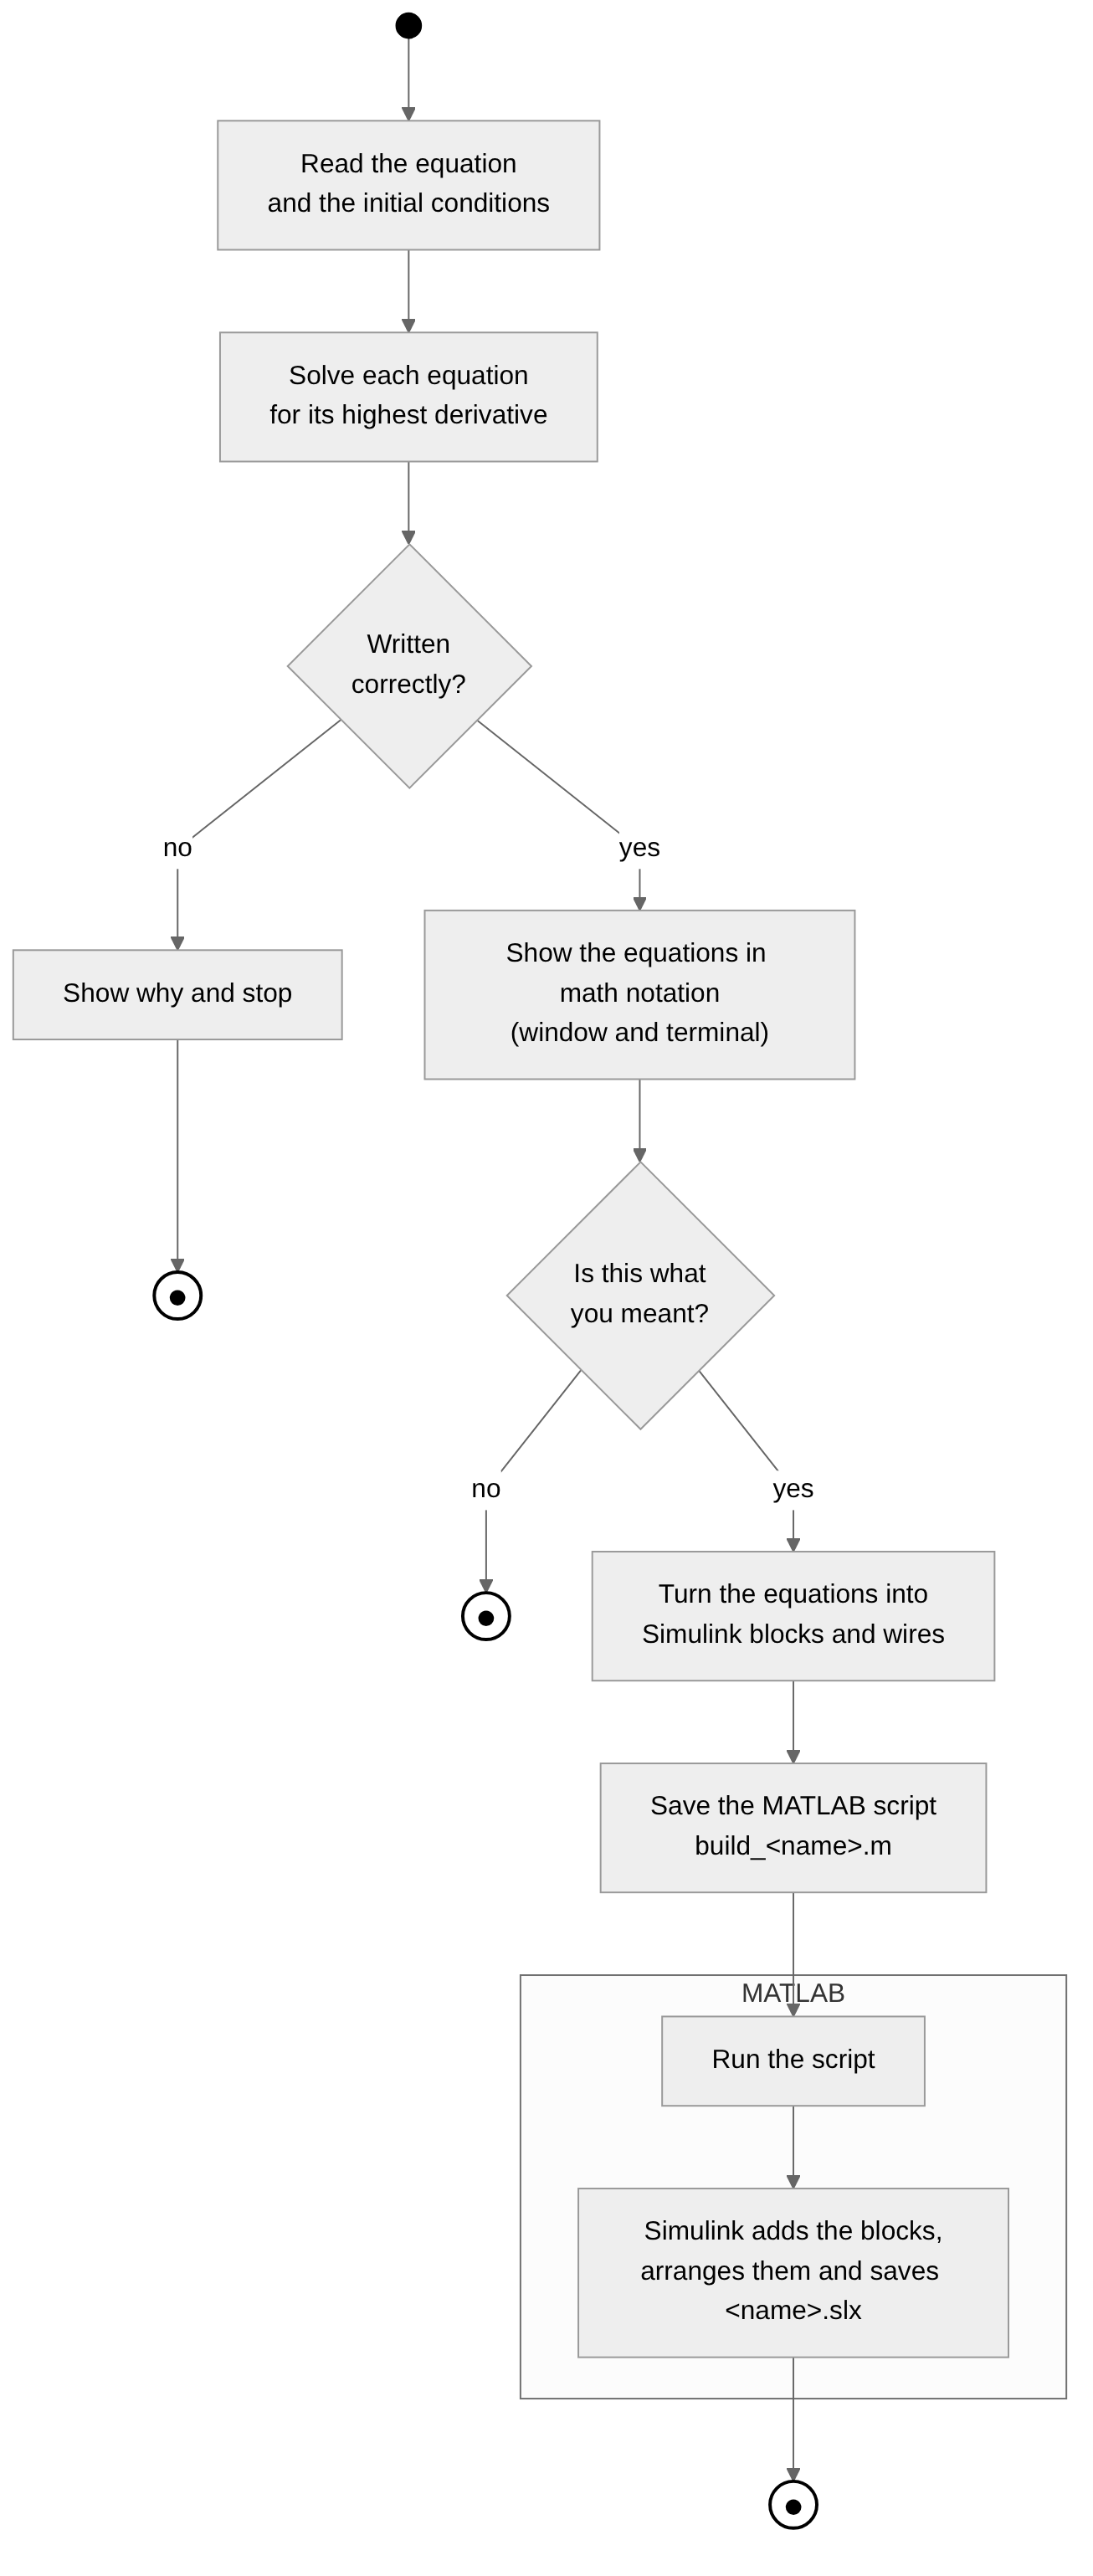 Read the equation
and the initial conditions
Solve each equation
for its highest derivative
Written
correctly?
no
yes
Show why and stop
Show the equations in
math notation
(window and terminal)
Is this what
you meant?
no
yes
Turn the equations into
Simulink blocks and wires
Save the MATLAB script
build_<name>.m
MATLAB
Run the script
Simulink adds the blocks,
arranges them and saves
<name>.slx